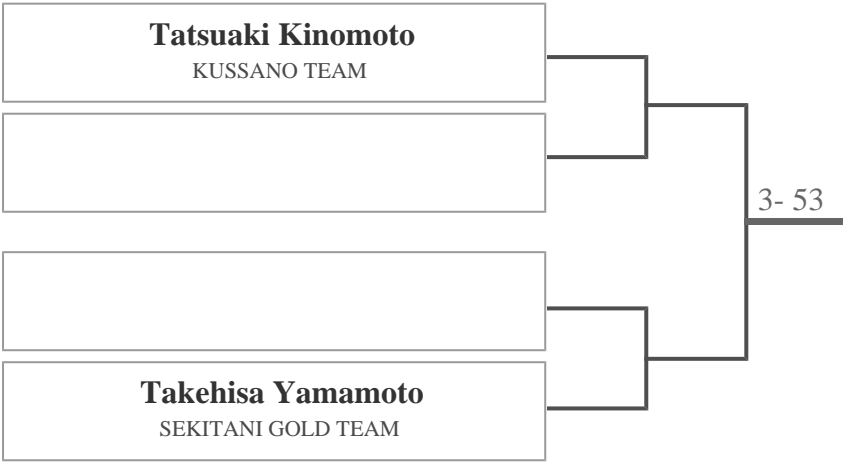 Tatsuaki Kinomoto
KUSSANO TEAM
3- 53
Takehisa Yamamoto
SEKITANI GOLD TEAM